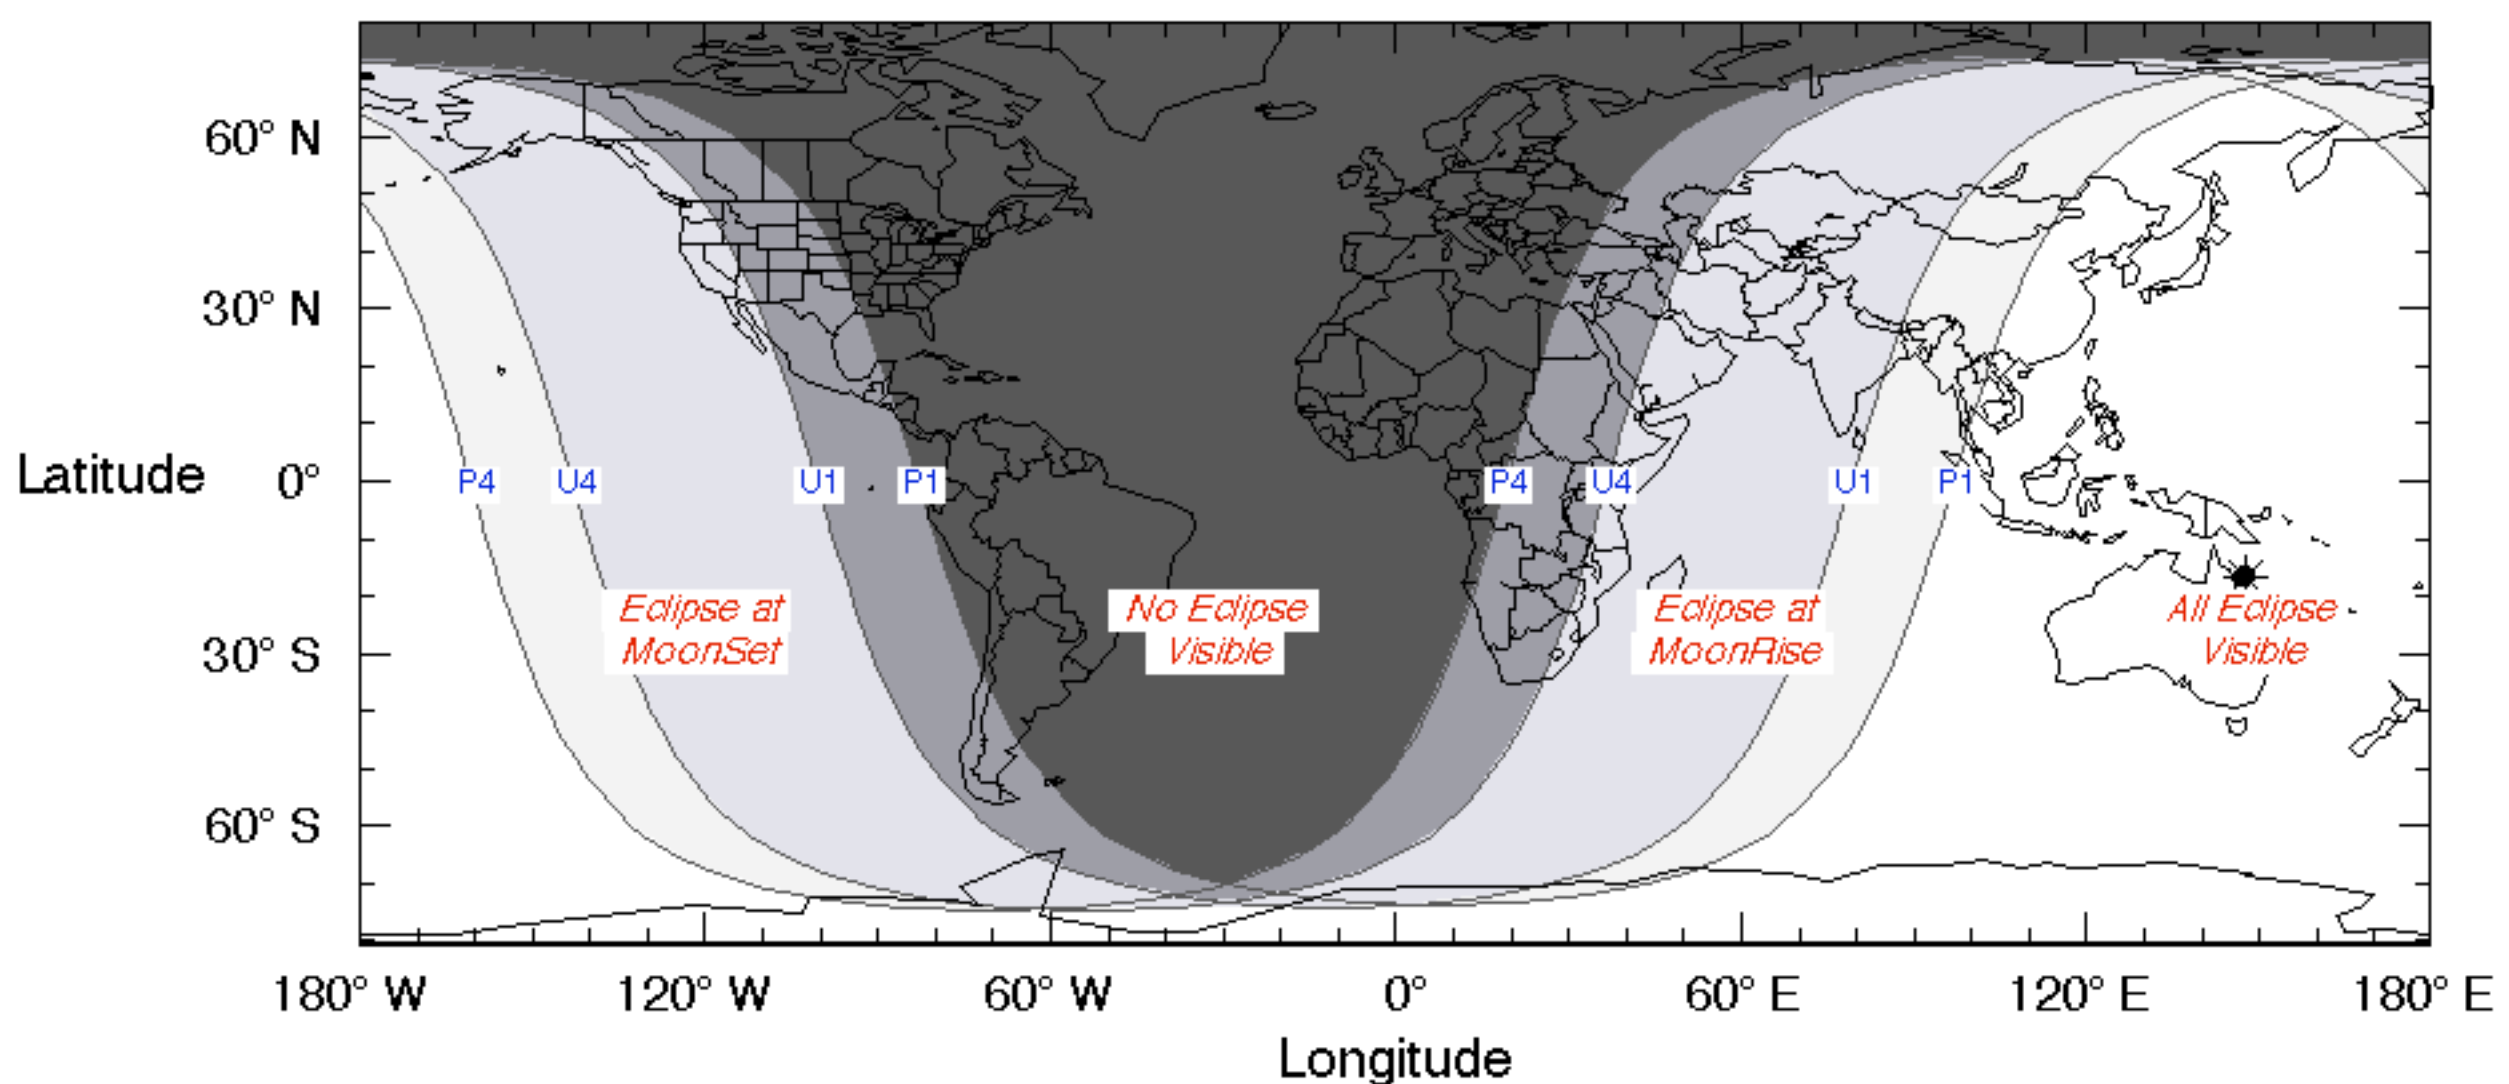 60° N
30° N
Latitude 0°
P4 U4 U1 P1 P4 U4 U1 P1
Eclipse at
MoonSet
No Eclipse
Visible
Eclipse at
MoonRise
All Eclipse
Visible
30° S
60° S
180° W 120° W 60° W 0° 60° E 120° E 180° E
Longitude